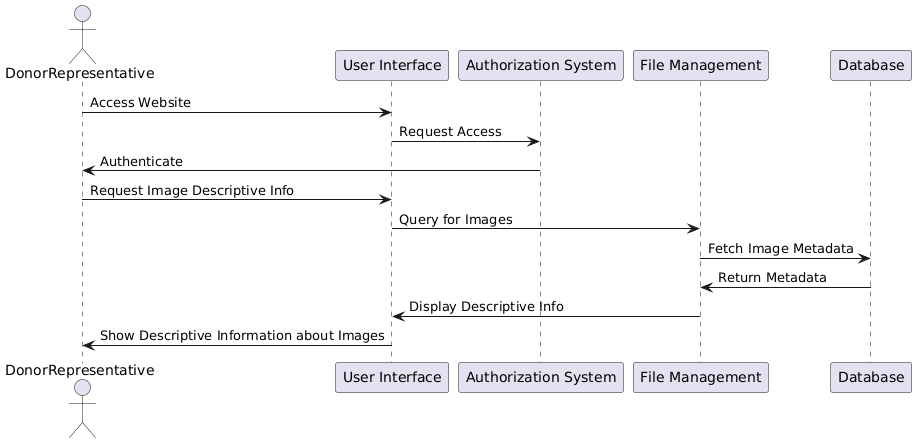 DonorRepresentative
User Interface
Authorization System
File Management
Database
Access Website
Request Access
Authenticate
Request Image Descriptive Info
Query for Images
Fetch Image Metadata
Return Metadata
Display Descriptive Info
Show Descriptive Information about Images
DonorRepresentative
User Interface
Authorization System
File Management
Database